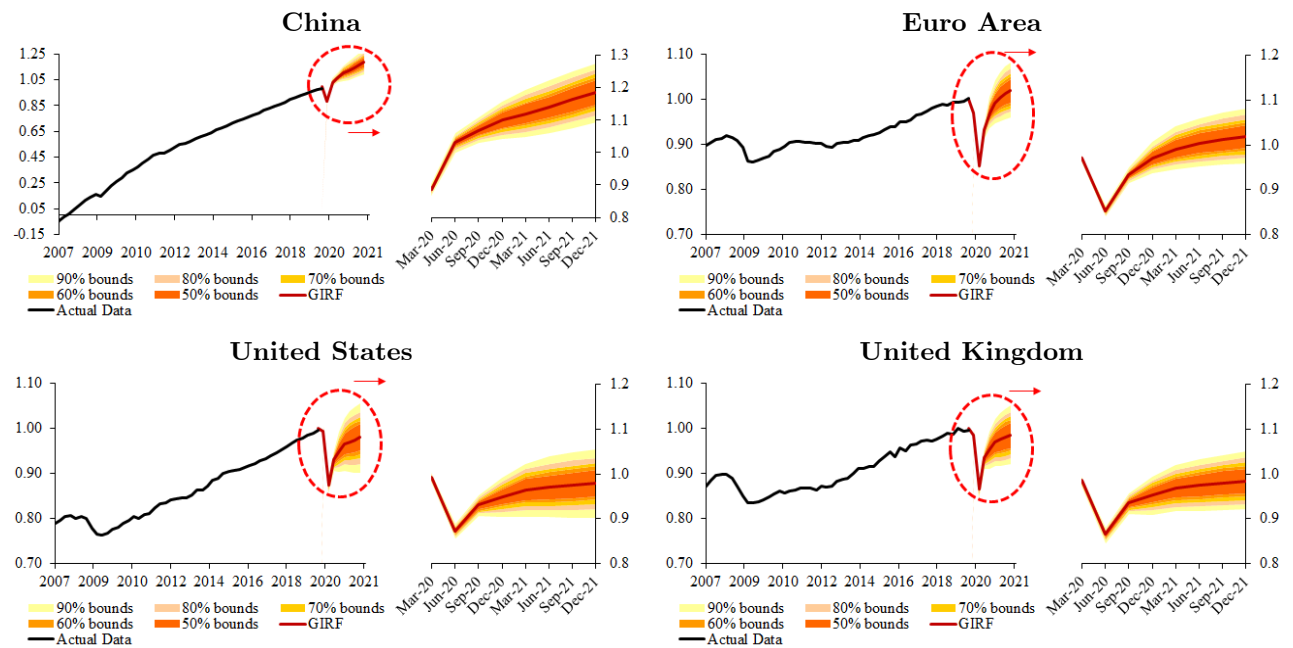 China
1.25
1.05
0.85
0.65
0.45
0.25
0.05
-0.15
2007 2009 2010 2011 2012 2014 2015 2016 2018 2019 2020 2021
1.3
1.2
1.1
1.0
0.9
0.8
Mar-20 Jun-20 Sep-20 Dec-20 Mar-21 Jun-21 Sep-21 Dec-21
90% bounds 80% bounds 70% bounds
60% bounds 50% bounds GIRF
Actual Data
Euro Area
1.10
1.00
0.90
0.80
0.70
2007 2009 2010 2011 2012 2014 2015 2016 2018 2019 2020 2021
1.2
1.1
1.0
0.9
0.8
Mar-20 Jun-20 Sep-20 Dec-20 Mar-21 Jun-21 Sep-21 Dec-21
90% bounds 80% bounds 70% bounds
60% bounds 50% bounds GIRF
Actual Data
United States
1.10
1.00
0.90
0.80
0.70
2007 2009 2010 2012 2014 2015 2017 2018 2020 2021
1.2
1.1
1.0
0.9
0.8
Mar-20 Jun-20 Sep-20 Dec-20 Mar-21 Jun-21 Sep-21 Dec-21
90% bounds 80% bounds 70% bounds
60% bounds 50% bounds GIRF
Actual Data
United Kingdom
1.10
1.00
0.90
0.80
0.70
2007 2009 2010 2011 2012 2014 2015 2016 2018 2019 2020 2021
1.2
1.1
1.0
0.9
0.8
Mar-20 Jun-20 Sep-20 Dec-20 Mar-21 Jun-21 Sep-21 Dec-21
90% bounds 80% bounds 70% bounds
60% bounds 50% bounds GIRF
Actual Data